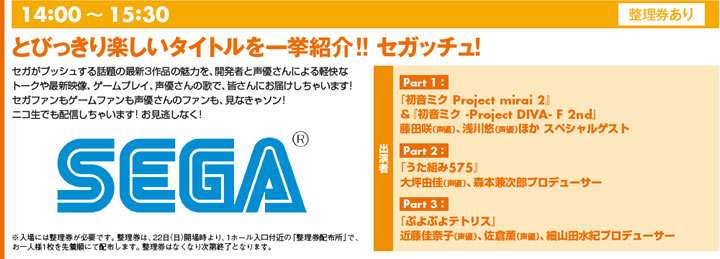 14:00 ～ 15:30
整理券あり
とびっきり楽しいタイトルを一挙紹介!! セガッチュ!
セガがプッシュする話題の最新3作品の魅力を、開発者と声優さんによる軽快な
トークや最新映像、ゲームプレイ、声優さんの歌で、皆さんにお届けしちゃいます!
セガファンもゲームファンも声優さんのファンも、見なきゃソン!
ニコ生でも配信しちゃいます! お見逃しなく!
SEGA®
※入場には整理券が必要です。整理券は、22日(日)開場時より、1ホール入口付近の「整理券配布所」で、
お一人様1枚を先着順にて配布します。整理券はなくなり次第終了となります。
出演者
Part 1:
『初音ミク Project mirai 2』
&『初音ミク -Project DIVA- F 2nd』
藤田咲(声優)、浅川悠(声優)ほか スペシャルゲスト
Part 2:
『うた組み575』
大坪由佳(声優)、森本兼次郎プロデューサー
Part 3:
『ぷよぷよテトリス』
近藤佳奈子(声優)、佐倉薫(声優)、細山田水紀プロデューサー